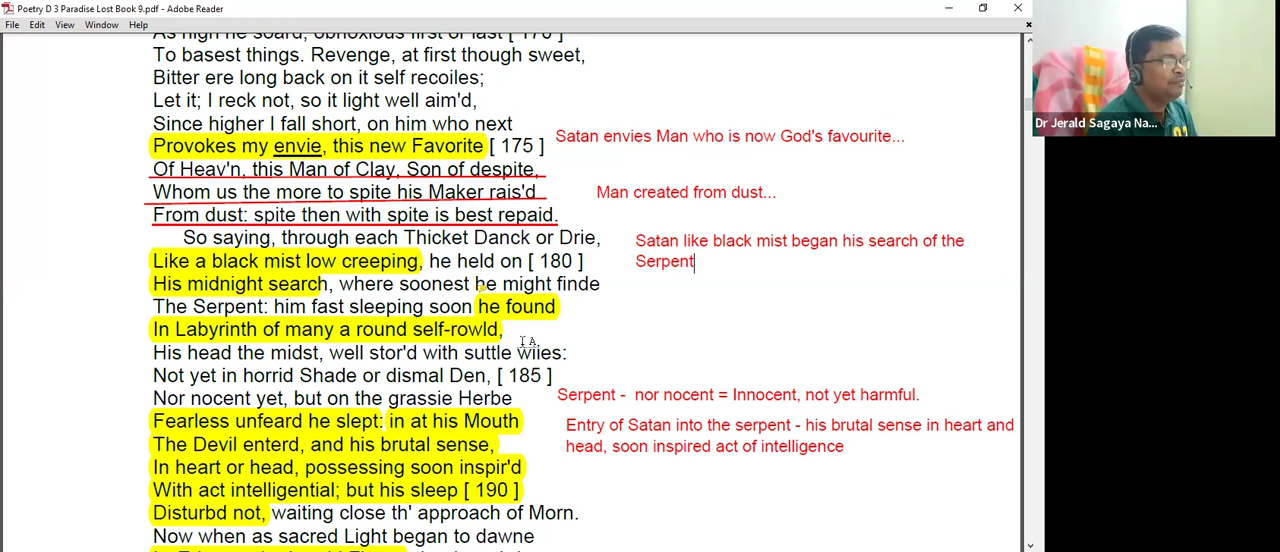 Poetry D 3 Paradise Lost Book 9.pdf - Adobe Reader
File Edit View Window Help
As high he soard, obnoxious first or last [ 170 ]
To basest things. Revenge, at first though sweet,
Bitter ere long back on it self recoiles;
Let it; I reck not, so it light well aim'd,
Since higher I fall short, on him who next
Provokes my envie, this new Favorite [ 175 ]
Satan envies Man who is now God's favourite...
Of Heav'n, this Man of Clay, Son of despite,
Whom us the more to spite his Maker rais'd
Man created from dust...
From dust: spite then with spite is best repaid.
So saying, through each Thicket Danck or Drie,
Satan like black mist began his search of the
Like a black mist low creeping, he held on [ 180 ]
Serpent
His midnight search, where soonest he might finde
The Serpent: him fast sleeping soon he found
In Labyrinth of many a round self-rowld,
His head the midst, well stor'd with suttle wiles:
Not yet in horrid Shade or dismal Den, [ 185 ]
Nor nocent yet, but on the grassie Herbe
Serpent - nor nocent = Innocent, not yet harmful.
Fearless unfeard he slept: in at his Mouth
Entry of Satan into the serpent - his brutal sense in heart and
The Devil enterd, and his brutal sense,
head, soon inspired act of intelligence
In heart or head, possessing soon inspir'd
With act intelligential; but his sleep [ 190 ]
Disturbd not, waiting close th' approach of Morn.
Now when as sacred Light began to dawne
Dr Jerald Sagaya Na...